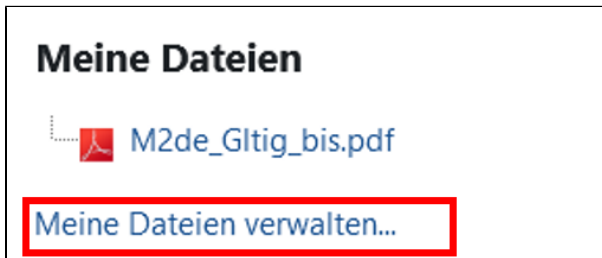 Meine Dateien
M2de_Gltig_bis.pdf
Meine Dateien verwalten...